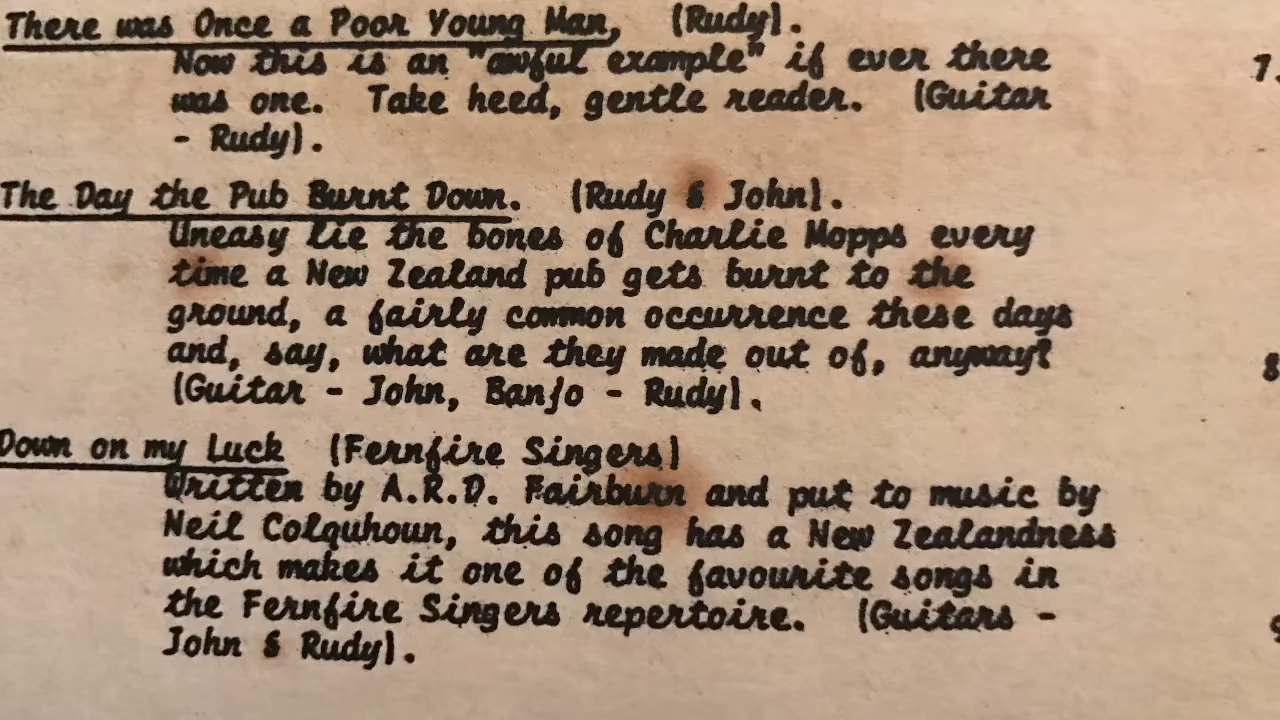 There was Once a Poor Young Man, (Rudy).
Now this is an "awful example" if ever there
7.
was one. Take heed, gentle reader. (Guitar
- Rudy).
The Day the Pub Burnt Down. (Rudy & John).
Uneasy lie the bones of Charlie Mopps every
time a New Zealand pub gets burnt to the
ground, a fairly common occurrence these days
and, say, what are they made out of, anyway?
8
(Guitar - John, Banjo - Rudy).
Down on my Luck (Fernfire Singers)
Written by A.R.D. Fairburn and put to music by
Neil Colquhoun, this song has a New Zealandness
which makes it one of the favourite songs in
the Fernfire Singers repertoire. (Guitars -
John & Rudy).